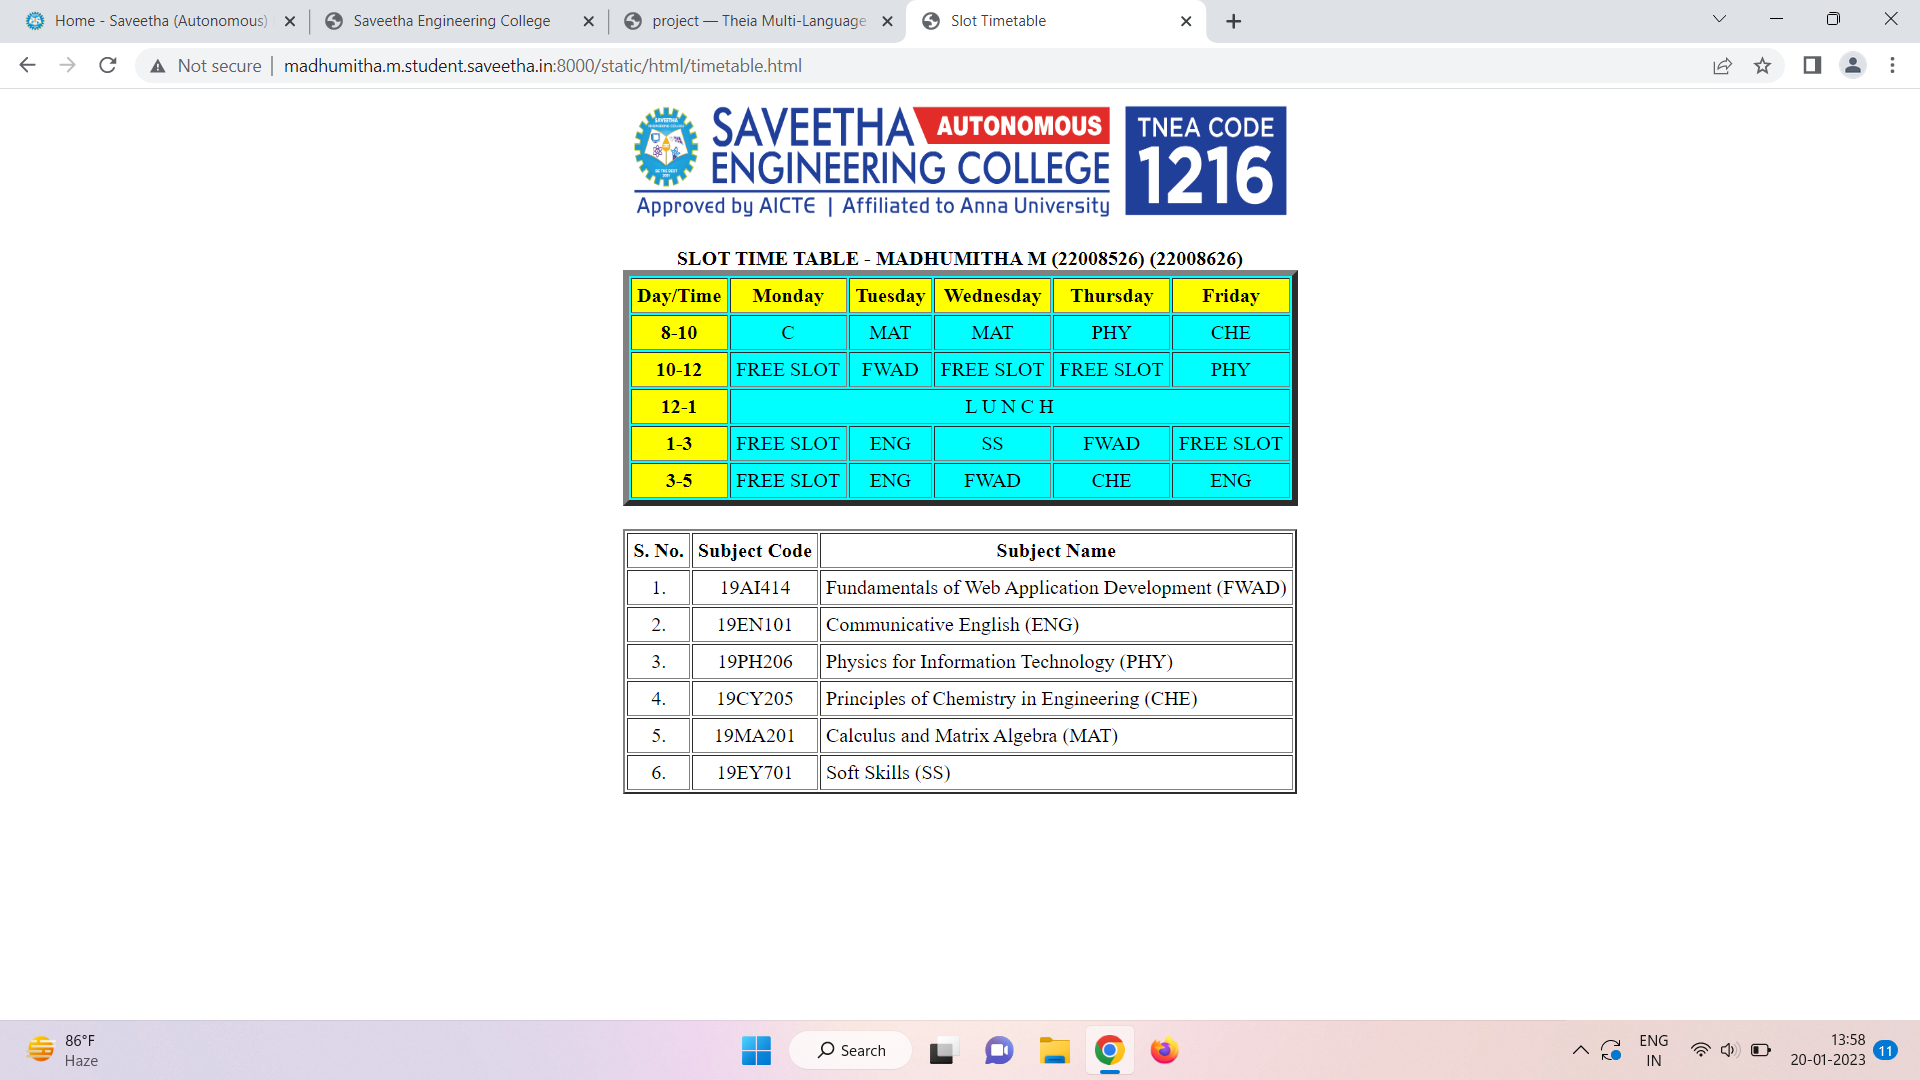 Home - Saveetha (Autonomous)
Saveetha Engineering College
project — Theia Multi-Language
Slot Timetable
Not secure
madhumitha.m.student.saveetha.in:8000/static/html/timetable.html
SAVEETHA AUTONOMOUS
ENGINEERING COLLEGE
Approved by AICTE | Affiliated to Anna University
TNEA CODE
1216
SLOT TIME TABLE - MADHUMITHA M (22008526) (22008626)
Day/Time Monday Tuesday Wednesday Thursday Friday
8-10 C MAT MAT PHY CHE
10-12 FREE SLOT FWAD FREE SLOT FREE SLOT PHY
12-1 L U N C H
1-3 FREE SLOT ENG SS FWAD FREE SLOT
3-5 FREE SLOT ENG FWAD CHE ENG
S. No. Subject Code Subject Name
1. 19AI414 Fundamentals of Web Application Development (FWAD)
2. 19EN101 Communicative English (ENG)
3. 19PH206 Physics for Information Technology (PHY)
4. 19CY205 Principles of Chemistry in Engineering (CHE)
5. 19MA201 Calculus and Matrix Algebra (MAT)
6. 19EY701 Soft Skills (SS)
86°F
Haze
Search
ENG
IN
13:58
20-01-2023
11